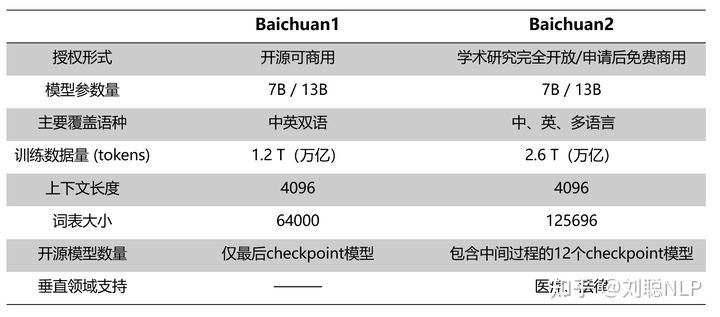 Baichuan1 Baichuan2
授权形式 开源可商用 学术研究完全开放/申请后免费商用
模型参数量 7B / 13B 7B / 13B
主要覆盖语种 中英双语 中、英、多语言
训练数据量 (tokens) 1.2 T（万亿） 2.6 T（万亿）
上下文长度 4096 4096
词表大小 64000 125696
开源模型数量 仅最后checkpoint模型 包含中间过程的12个checkpoint模型
垂直领域支持 ——— 医疗、法律
知乎 @刘聪NLP